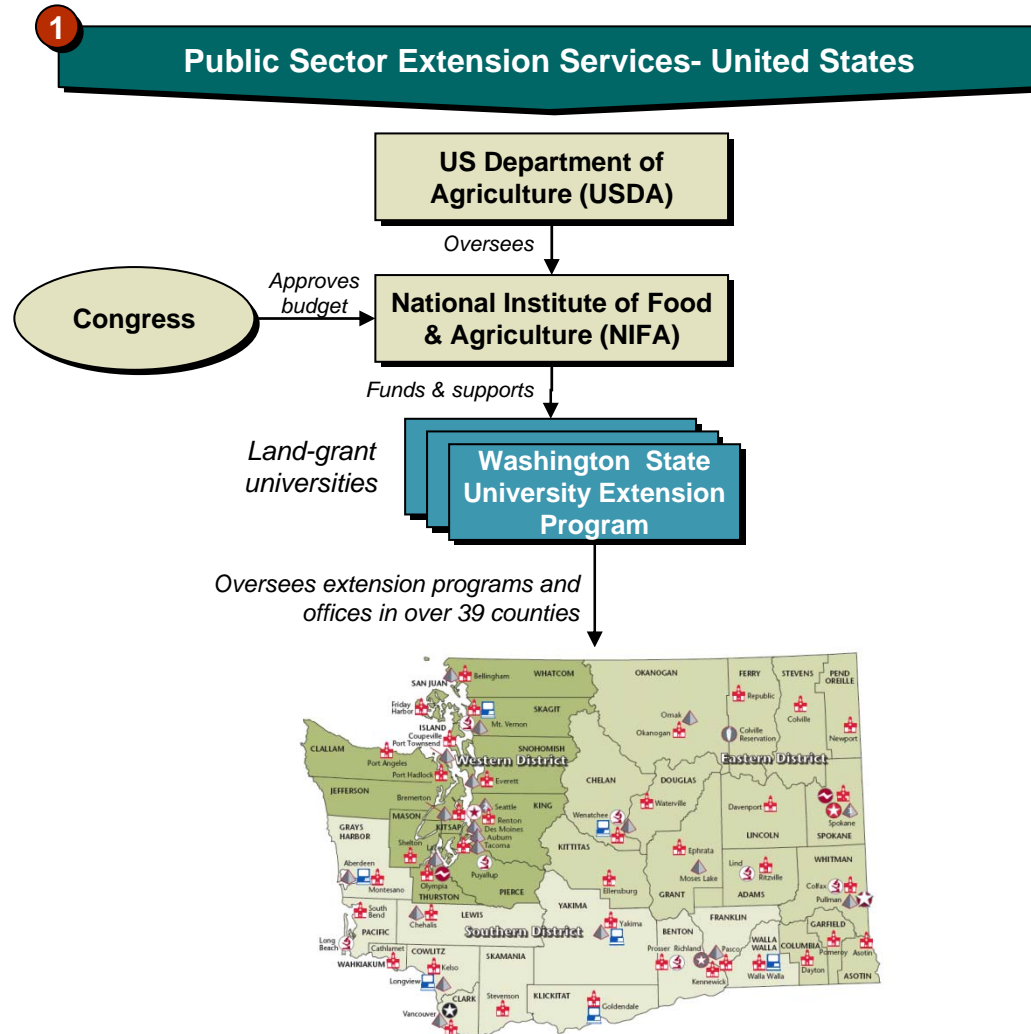 1
Public Sector Extension Services- United States
US Department of
Agriculture (USDA)
Oversees
Congress
Approves
budget
National Institute of Food
& Agriculture (NIFA)
Funds & supports
Land-grant
universities
Washington State
University Extension
Program
Oversees extension programs and
offices in over 39 counties
SAN JUAN
Bellingham
WHATCOM
OKANOGAN
FERRY
STEVENS
PEND
OREILLE
Friday
Harbor
SKAGIT
Mt. Vernon
Republic
Colville
Omak
Okanogan
Colville
Reservation
Newport
ISLAND
Coupeville
Port Townsend
CLALLAM
Port Angeles
SNOHOMISH
Western District
Eastern District
Port Hadlock
Everett
CHELAN
DOUGLAS
JEFFERSON
Bremerton
Seattle
KING
Renton
Des Moines
Auburn
Tacoma
Waterville
Davenport
Spokane
SPOKANE
MASON
KITSAP
Wenatchee
LINCOLN
GRAYS
HARBOR
Shelton
KITTITAS
Ephrata
WHITMAN
Aberdeen
Puyallup
Moses Lake
Lind
Ritzville
Colfax
Montesano
Olympia
PIERCE
Ellensburg
GRANT
ADAMS
Pullman
THURSTON
South
Bend
LEWIS
YAKIMA
FRANKLIN
PACIFIC
Chehalis
Southern District
Yakima
BENTON
GARFIELD
Long
Beach
Cathlamet
COWLITZ
Prosser
Richland
Pasco
WALLA
WALLA
COLUMBIA
Pomeroy
Asotin
WAHKIAKUM
Kelso
SKAMANIA
Kennewick
Walla Walla
Dayton
ASOTIN
Longview
CLARK
KLICKITAT
Stevenson
Goldendale
Vancouver